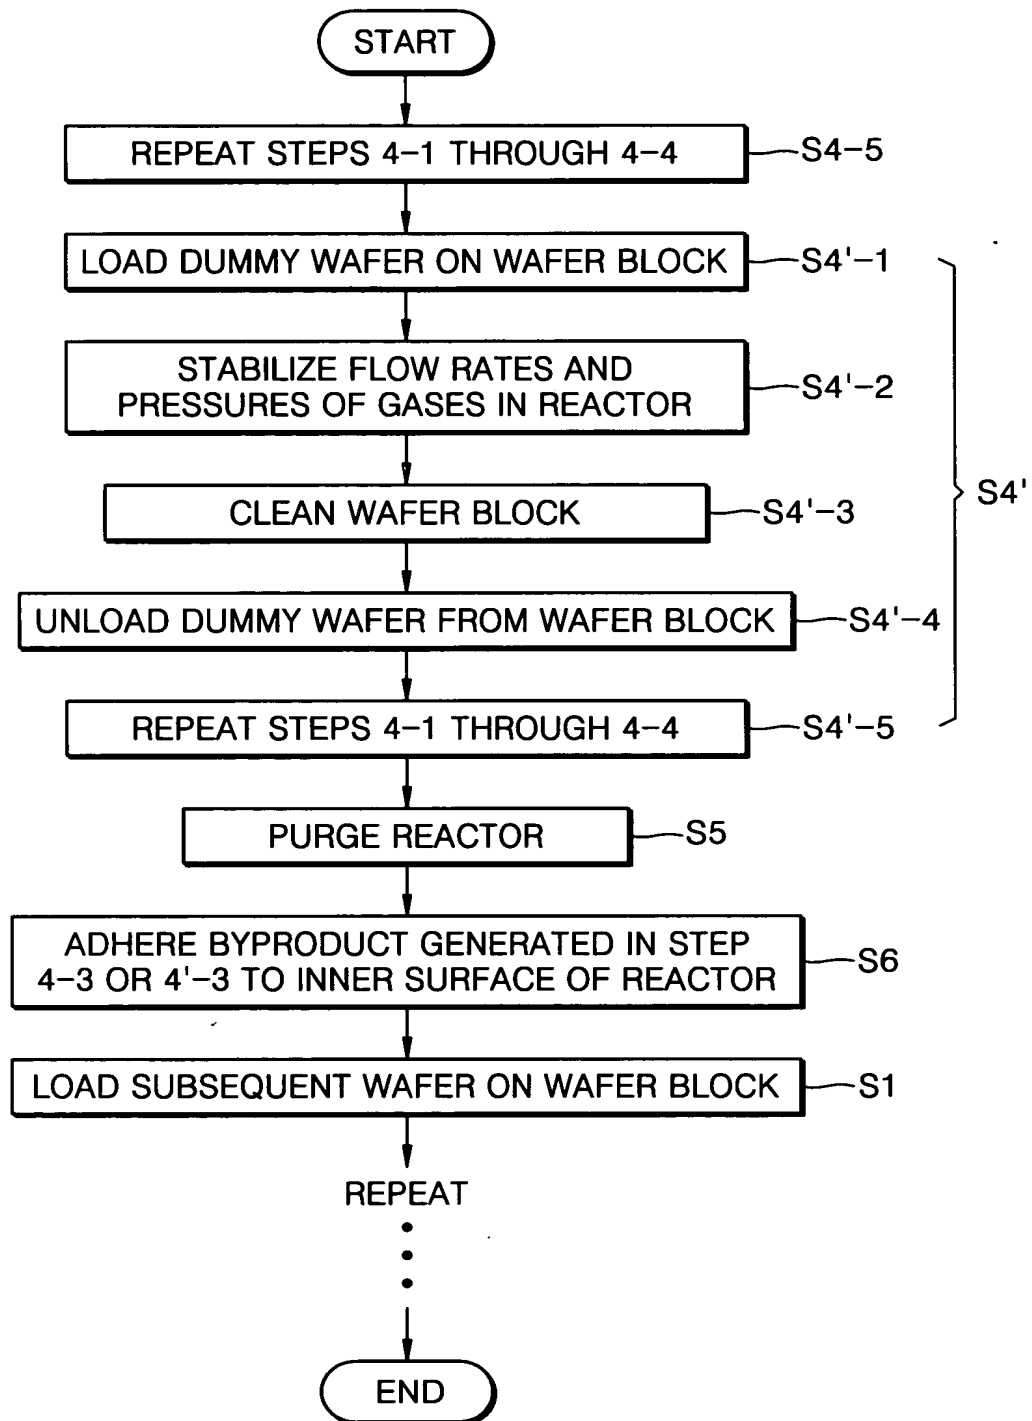 START
REPEAT STEPS 4-1 THROUGH 4-4
S4-5
LOAD DUMMY WAFER ON WAFER BLOCK
S4'-1
STABILIZE FLOW RATES AND
PRESSURES OF GASES IN REACTOR
S4'-2
CLEAN WAFER BLOCK
S4'-3
S4'
UNLOAD DUMMY WAFER FROM WAFER BLOCK
S4'-4
REPEAT STEPS 4-1 THROUGH 4-4
S4'-5
PURGE REACTOR
S5
ADHERE BYPRODUCT GENERATED IN STEP
4-3 OR 4'-3 TO INNER SURFACE OF REACTOR
S6
LOAD SUBSEQUENT WAFER ON WAFER BLOCK
S1
REPEAT
END